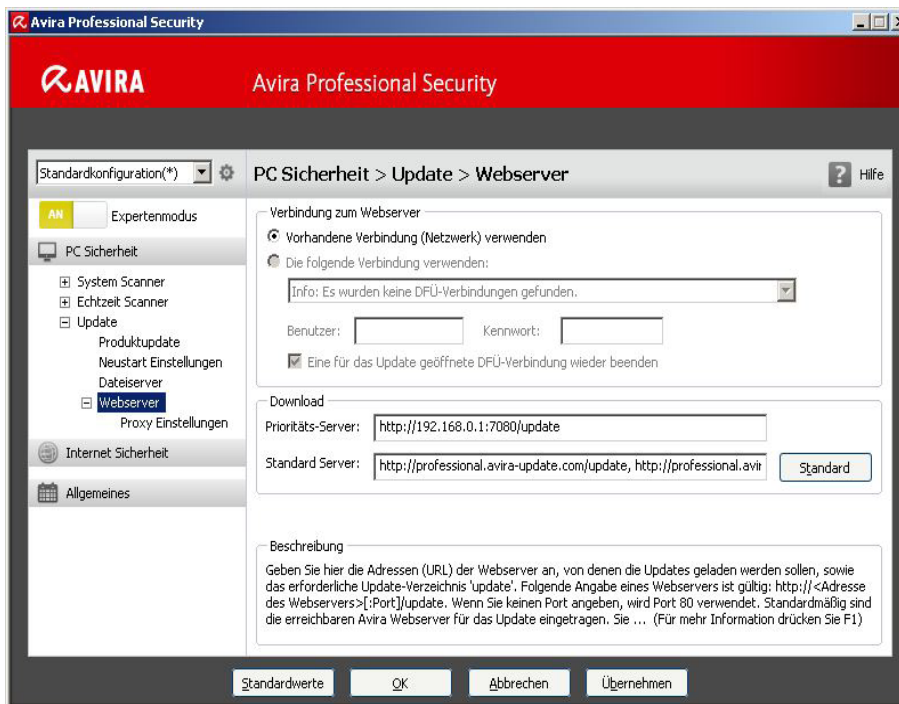 Avira Professional Security
AVIRA
Avira Professional Security
Standardkonfiguration(*)
PC Sicherheit > Update > Webserver
? Hilfe
AN Expertenmodus
PC Sicherheit
System Scanner
Echtzeit Scanner
Update
Produktupdate
Neustart Einstellungen
Dateiserver
Webserver
Proxy Einstellungen
Internet Sicherheit
Allgemeines
Verbindung zum Webserver
Vorhandene Verbindung (Netzwerk) verwenden
Die folgende Verbindung verwenden:
Info: Es wurden keine DFÜ-Verbindungen gefunden.
Benutzer: Kennwort:
Eine für das Update geöffnete DFÜ-Verbindung wieder beenden
Download
Prioritäts-Server: http://192.168.0.1:7080/update
Standard Server: http://professional.avira-update.com/update, http://professional.avir
Standard
Beschreibung
Geben Sie hier die Adressen (URL) der Webserver an, von denen die Updates geladen werden sollen, sowie
das erforderliche Update-Verzeichnis 'update'. Folgende Angabe eines Webservers ist gültig: http://<Adresse
des Webservers>[:Port]/update. Wenn Sie keinen Port angeben, wird Port 80 verwendet. Standardmäßig sind
die erreichbaren Avira Webserver für das Update eingetragen. Sie ... (Für mehr Information drücken Sie F1)
Standardwerte OK Abbrechen Übernehmen